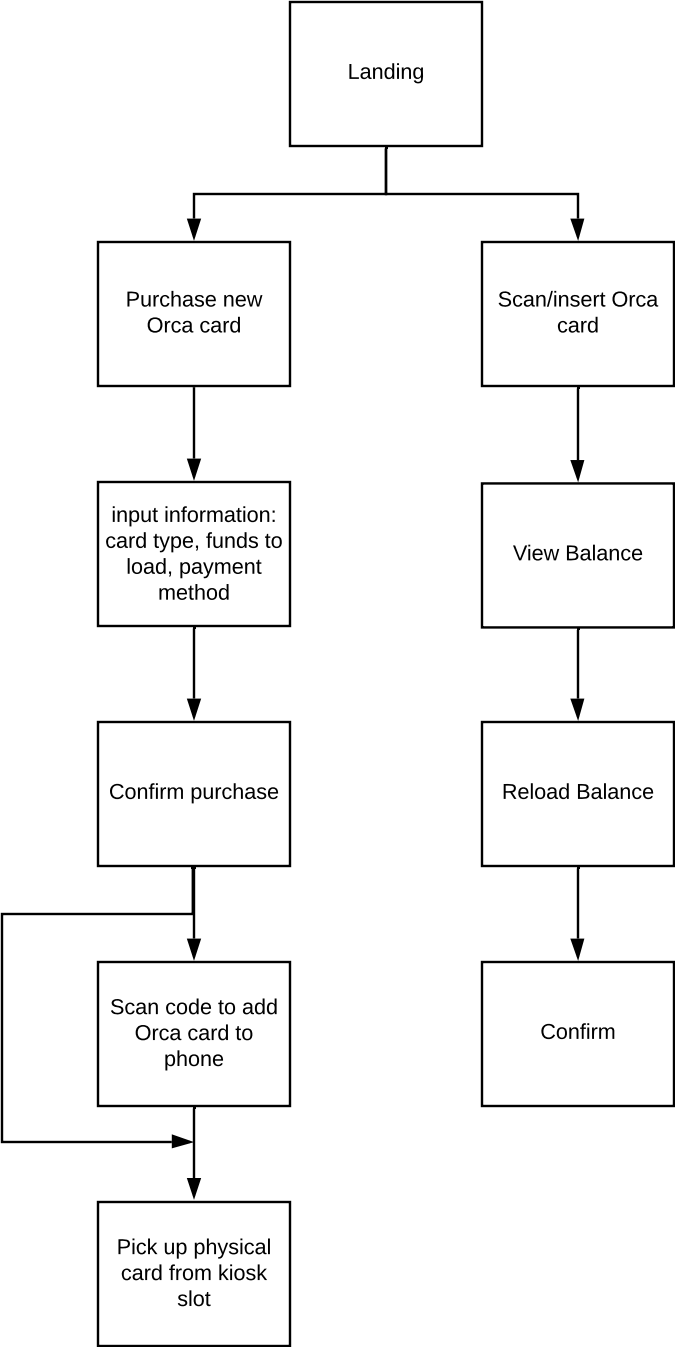 Landing
Purchase new
Orca card
Scan/insert Orca
card
input information:
card type, funds to
load, payment
method
View Balance
Confirm purchase
Reload Balance
Scan code to add
Orca card to
phone
Confirm
Pick up physical
card from kiosk
slot